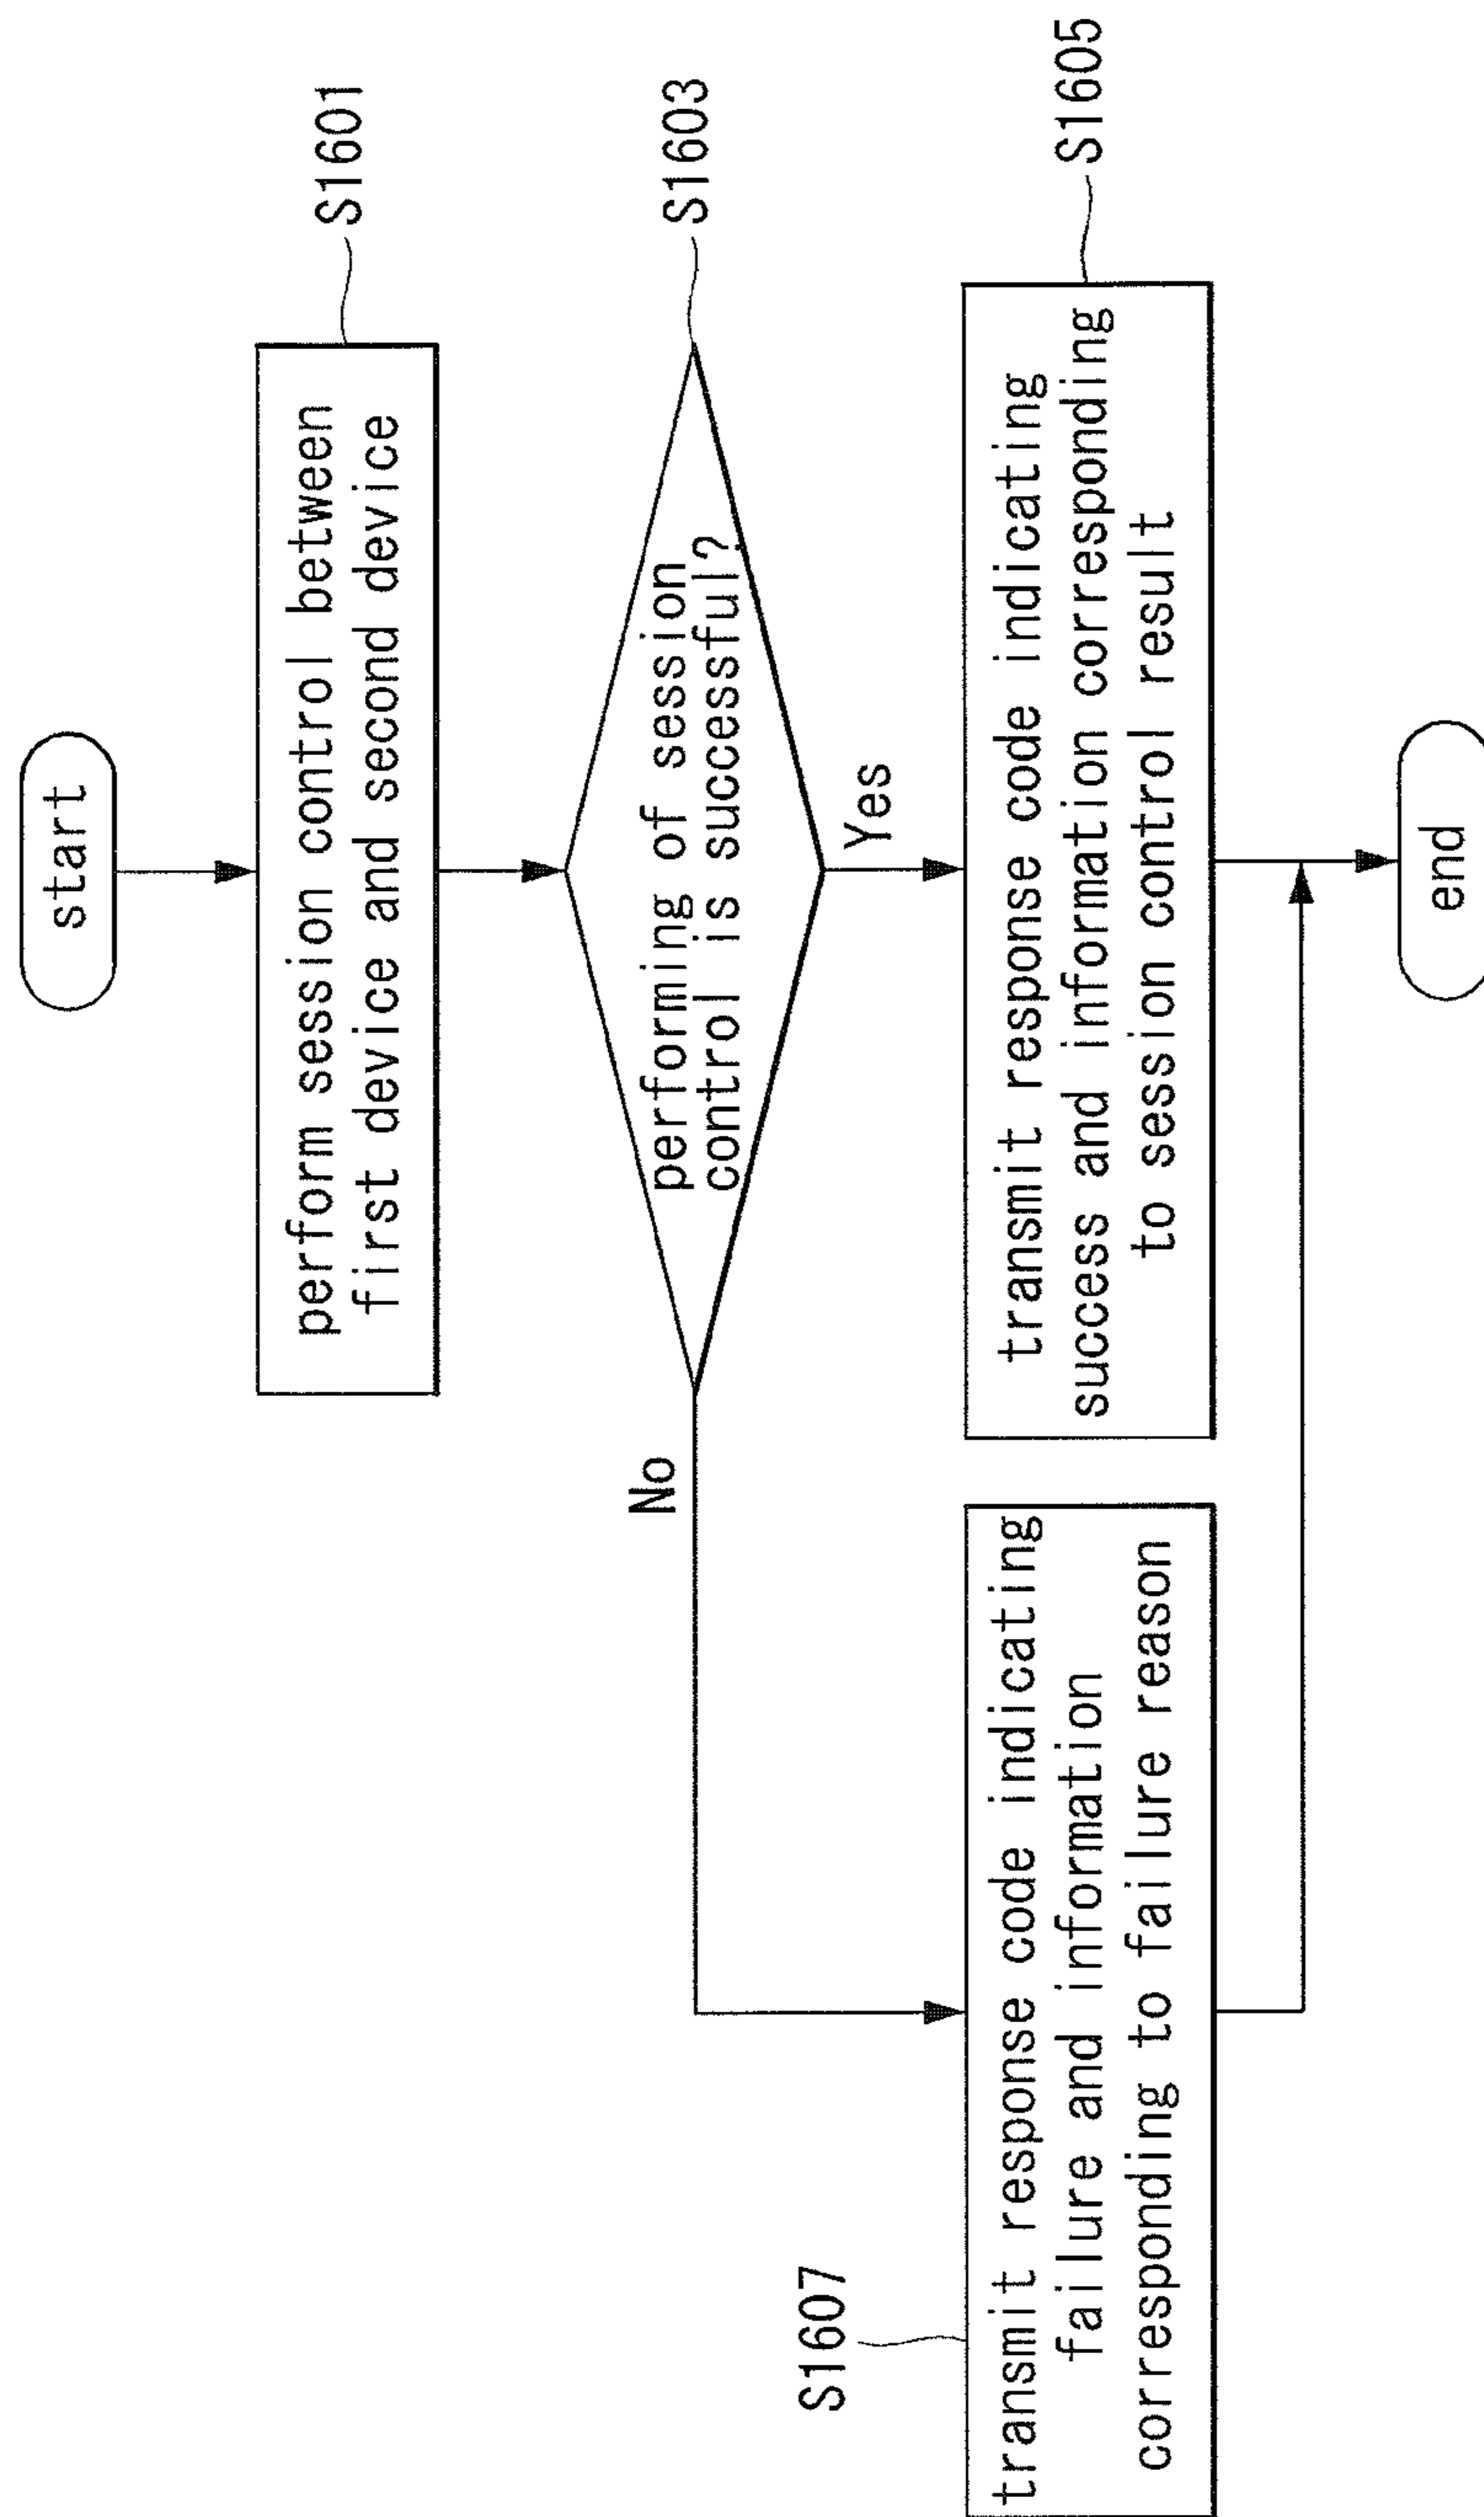 start
perform session control between
first device and second device
S1601
performing of session
control is successful?
S1603
No
Yes
transmit response code indicating
success and information corresponding
to session control result
S1605
S1607
transmit response code indicating
failure and information
corresponding to failure reason
end